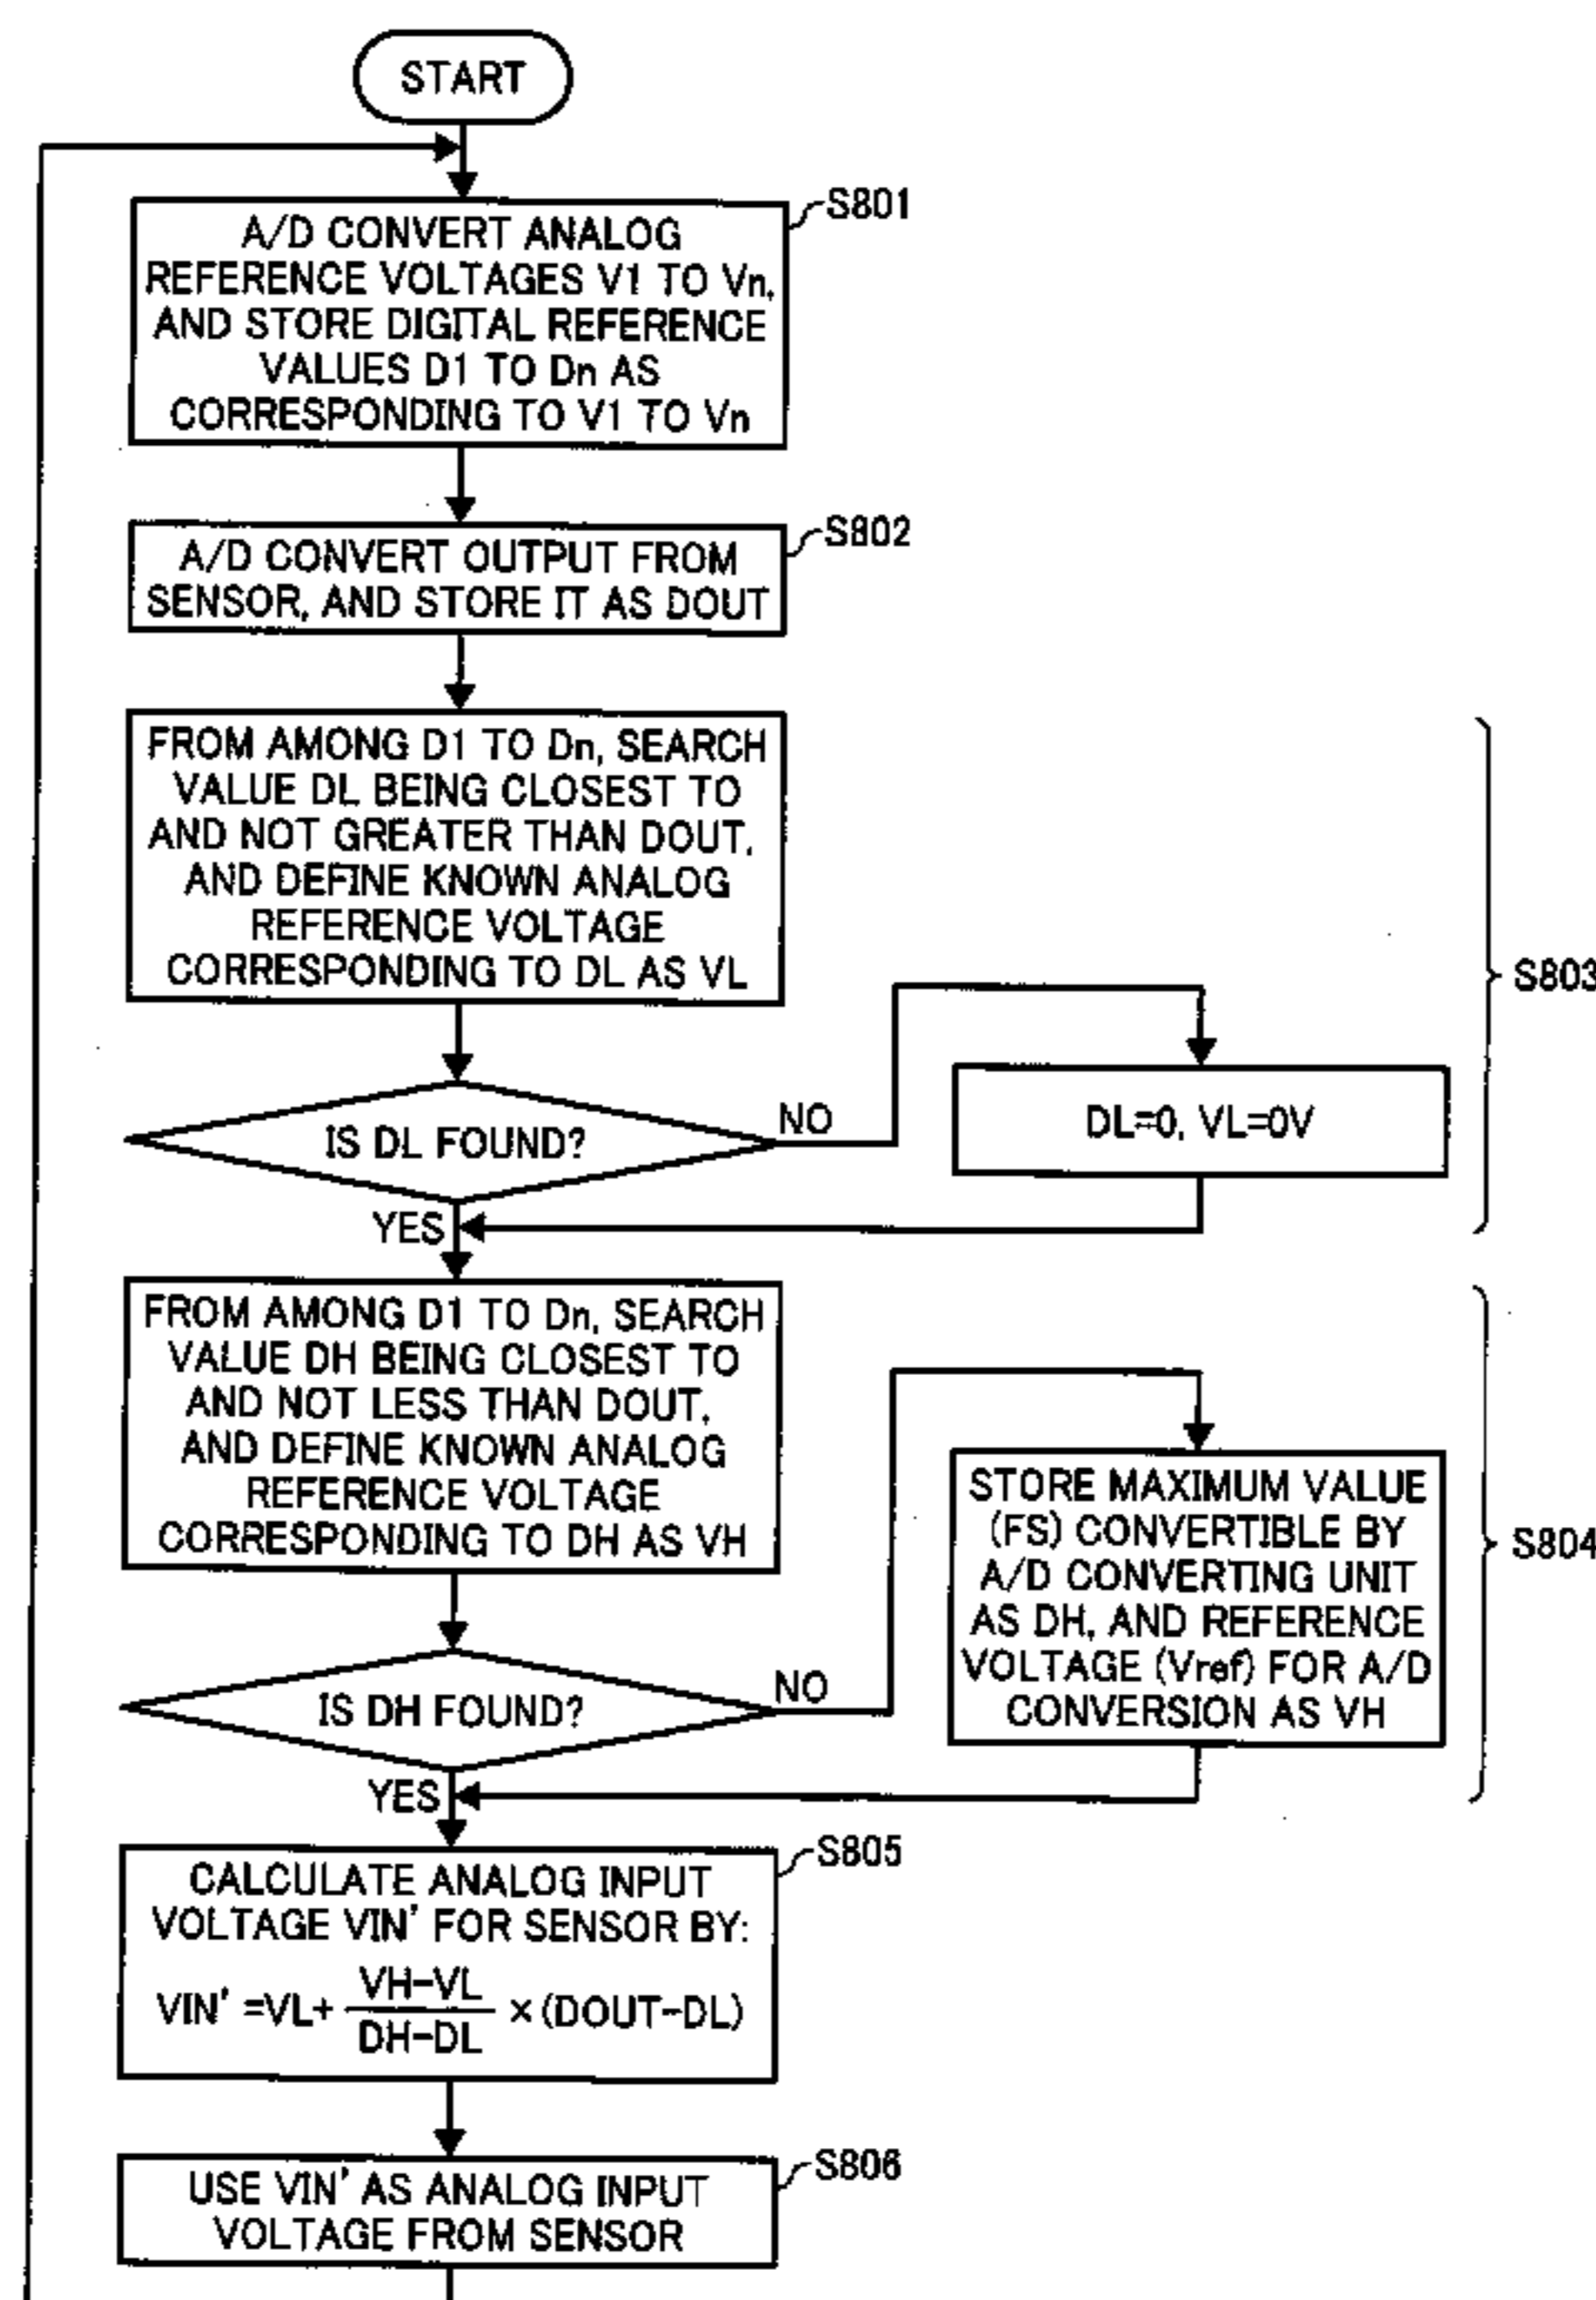 START
S801
A/D CONVERT ANALOG
REFERENCE VOLTAGES V1 TO Vn,
AND STORE DIGITAL REFERENCE
VALUES D1 TO Dn AS
CORRESPONDING TO V1 TO Vn
S802
A/D CONVERT OUTPUT FROM
SENSOR, AND STORE IT AS DOUT
FROM AMONG D1 TO Dn, SEARCH
VALUE DL BEING CLOSEST TO
AND NOT GREATER THAN DOUT,
AND DEFINE KNOWN ANALOG
REFERENCE VOLTAGE
CORRESPONDING TO DL AS VL
S803
IS DL FOUND?
NO
DL=0, VL=0V
YES
FROM AMONG D1 TO Dn, SEARCH
VALUE DH BEING CLOSEST TO
AND NOT LESS THAN DOUT,
AND DEFINE KNOWN ANALOG
REFERENCE VOLTAGE
CORRESPONDING TO DH AS VH
S804
IS DH FOUND?
NO
STORE MAXIMUM VALUE
(FS) CONVERTIBLE BY
A/D CONVERTING UNIT
AS DH, AND REFERENCE
VOLTAGE (Vref) FOR A/D
CONVERSION AS VH
YES
S805
CALCULATE ANALOG INPUT
VOLTAGE VIN' FOR SENSOR BY:
VIN' =VL+ VH-VL / DH-DL ×(DOUT-DL)
S806
USE VIN' AS ANALOG INPUT
VOLTAGE FROM SENSOR